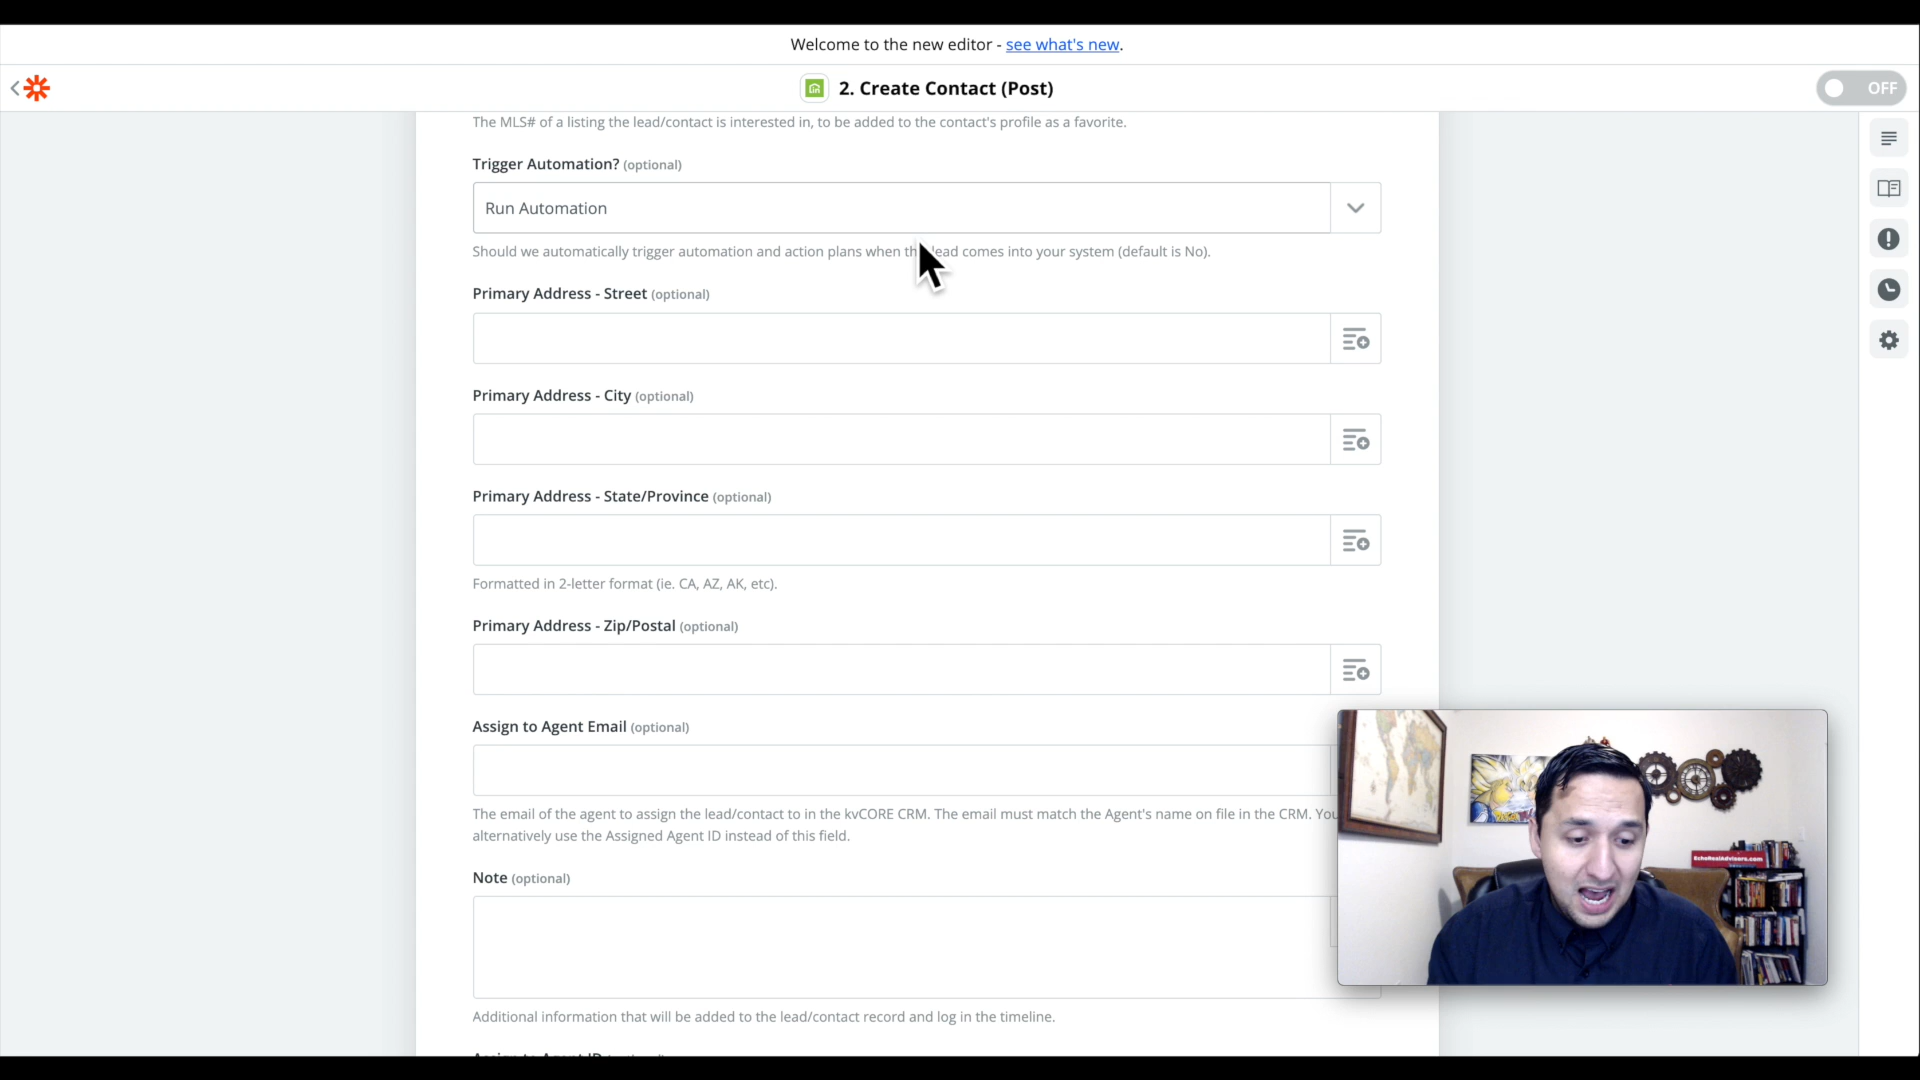 Welcome to the new editor - see what's new.
2. Create Contact (Post)
OFF
The MLS# of a listing the lead/contact is interested in, to be added to the contact's profile as a favorite.
Trigger Automation? (optional)
Run Automation
Should we automatically trigger automation and action plans when the lead comes into your system (default is No).
Primary Address - Street (optional)
Primary Address - City (optional)
Primary Address - State/Province (optional)
Formatted in 2-letter format (ie. CA, AZ, AK, etc).
Primary Address - Zip/Postal (optional)
Assign to Agent Email (optional)
The email of the agent to assign the lead/contact to in the kvCORE CRM. The email must match the Agent's name on file in the CRM. You
alternatively use the Assigned Agent ID instead of this field.
Note (optional)
Additional information that will be added to the lead/contact record and log in the timeline.
EchoRealAdvisors.com